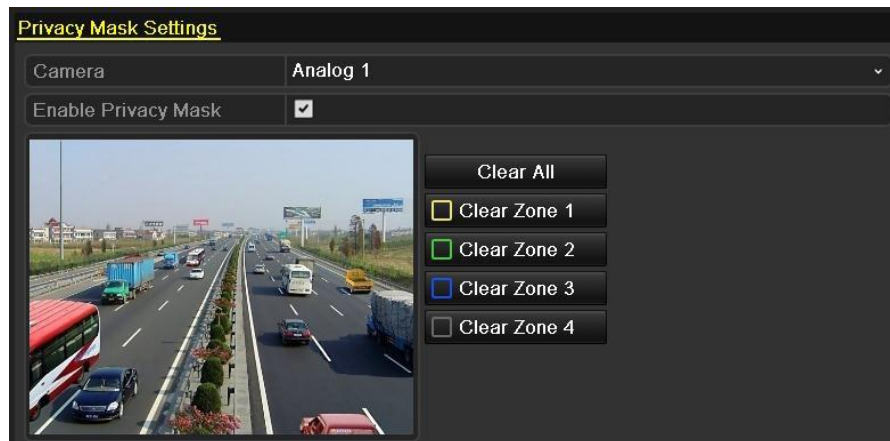 Privacy Mask Settings
Camera Analog 1
Enable Privacy Mask
Clear All
Clear Zone 1
Clear Zone 2
Clear Zone 3
Clear Zone 4